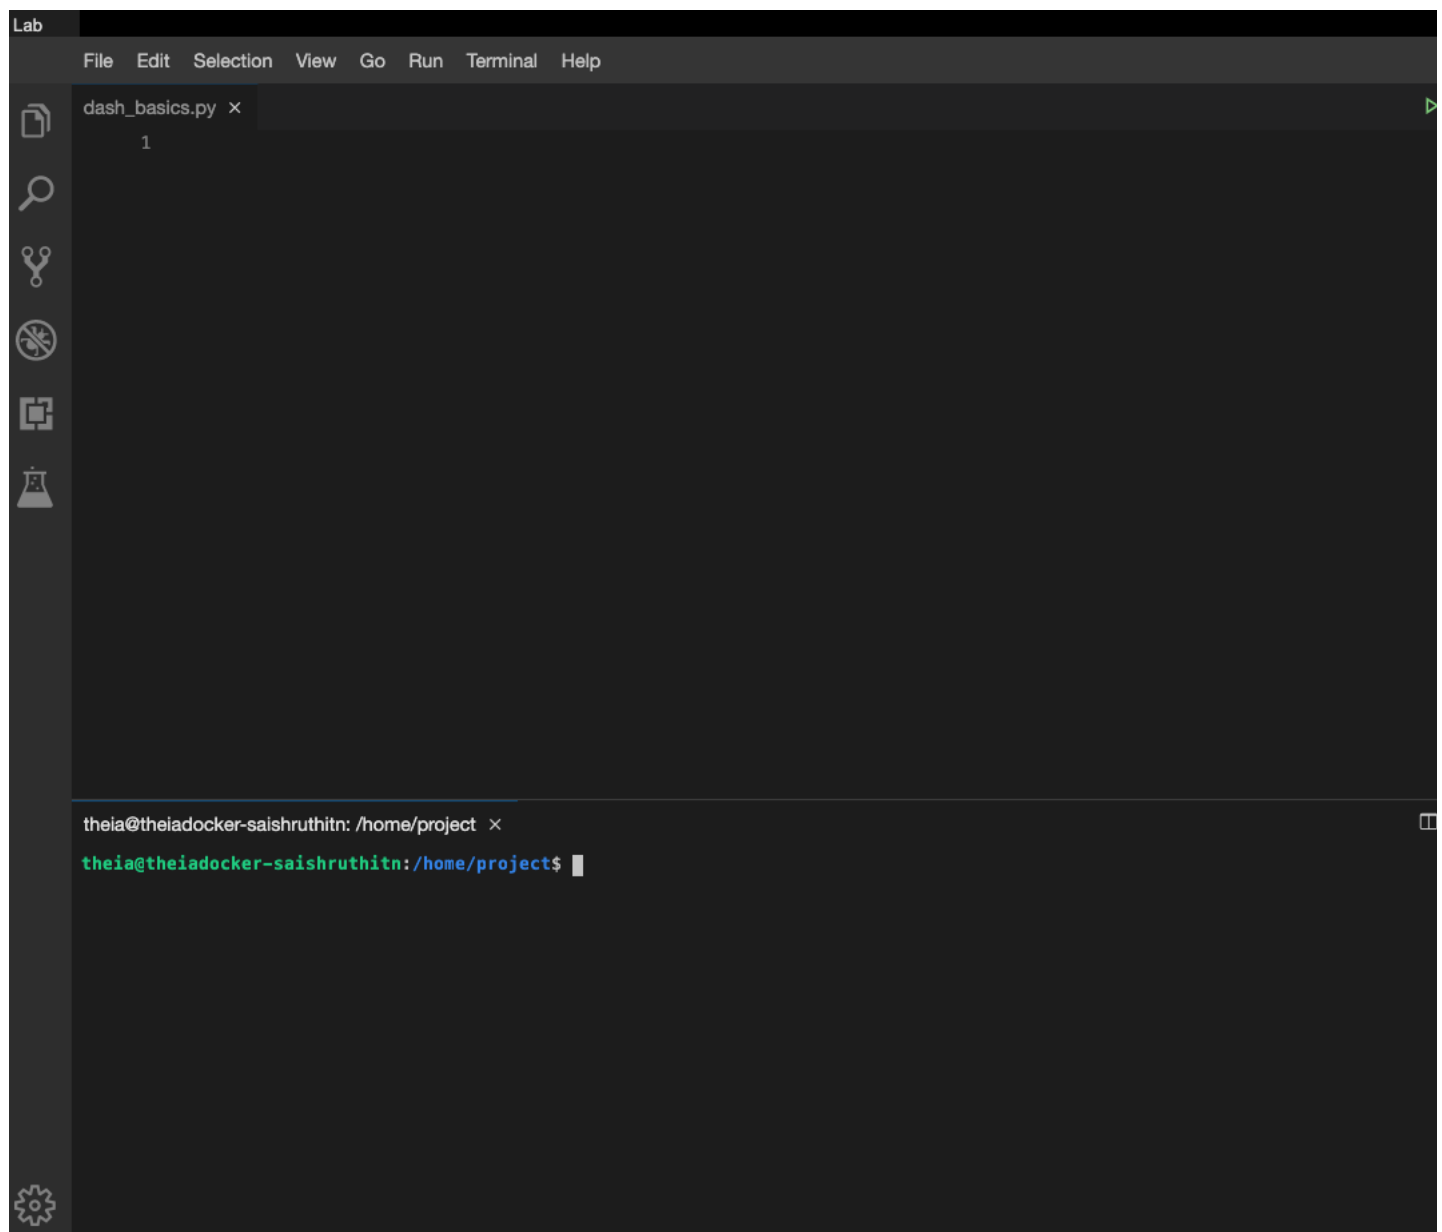 Lab
File Edit Selection View Go Run Terminal Help
dash_basics.py ×
1
theia@theiadocker-saishruthitn: /home/project ×
theia@theiadocker-saishruthitn:/home/project$